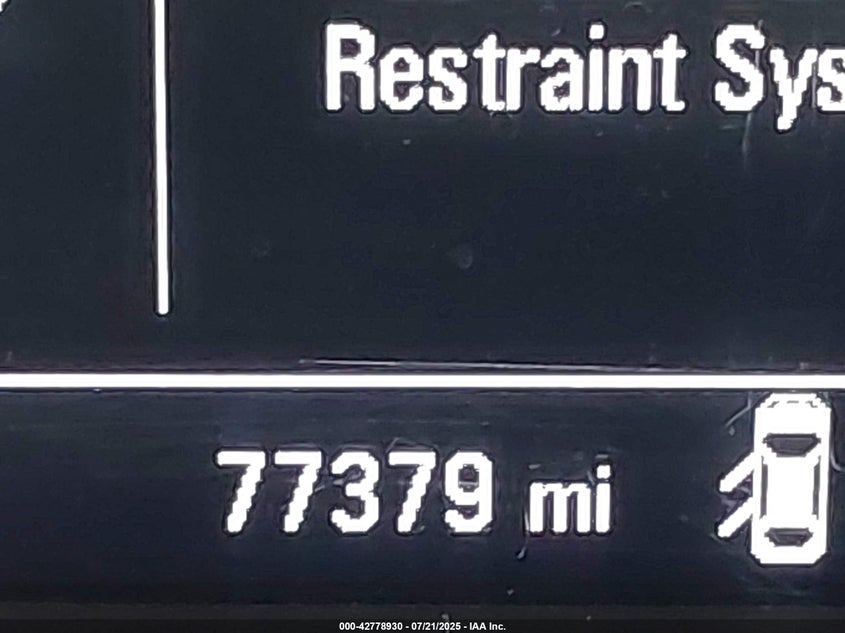 Restraint Sys
77379 mi
000-42778930 - 07/21/2025 - IAA Inc.